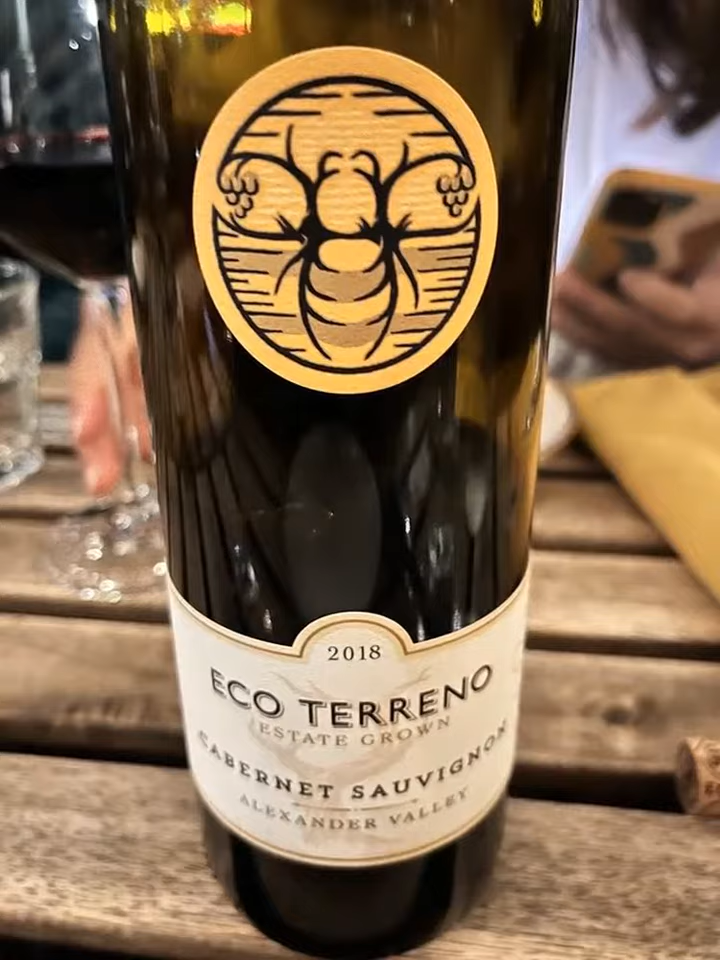 2018
ECO TERRENO
ESTATE GROWN
CABERNET SAUVIGNON
ALEXANDER VALLEY